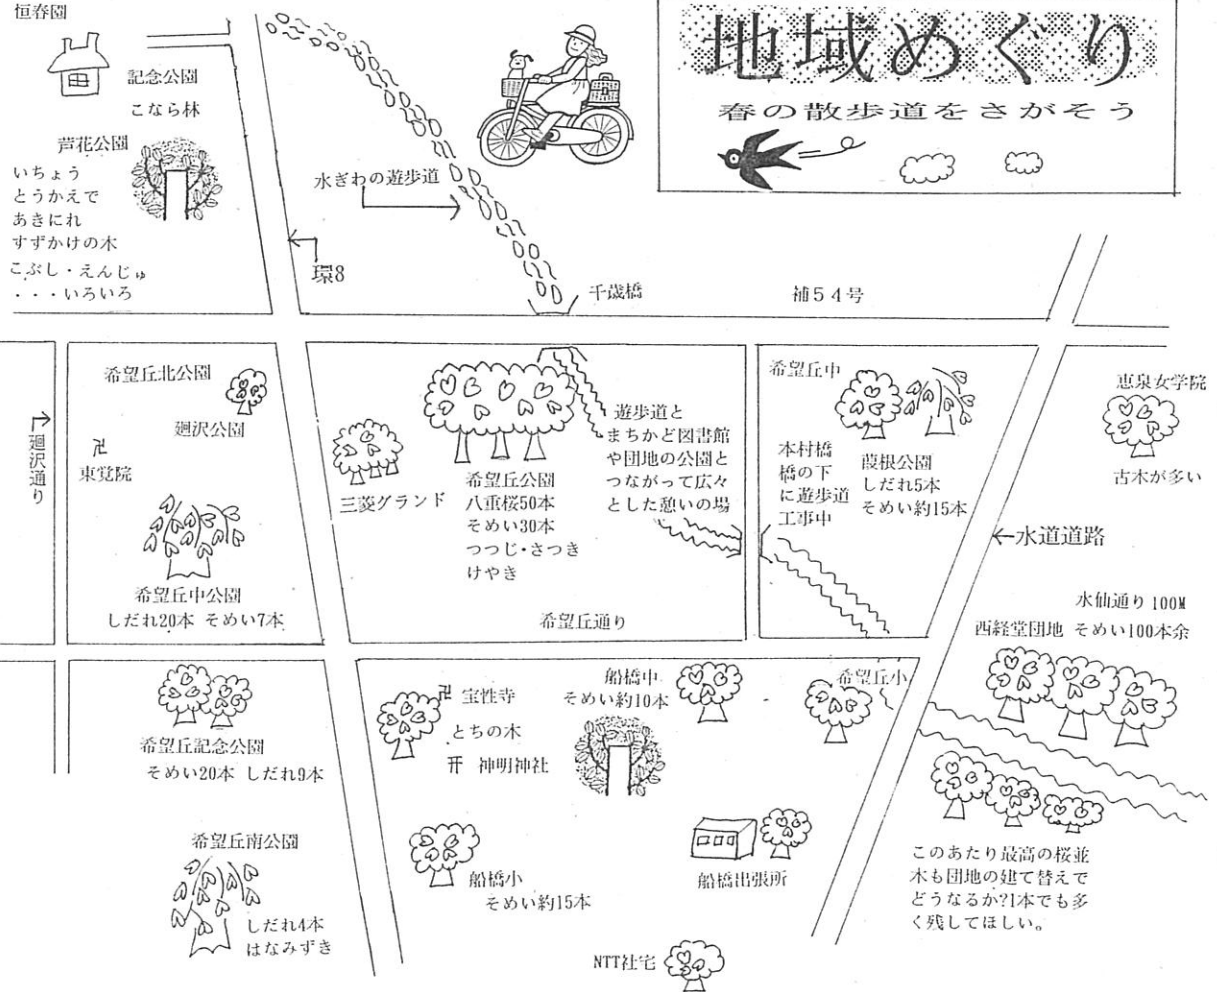 恒春園
地域めぐり
春の散歩道をさがそう
記念公園
こなら林
芦花公園
いちょう
とうかえで
あきにれ
すずかけの木
こぶし・えんじゅ
・・・いろいろ
水ぎわの遊歩道
環8
千歳橋
補54号
廻沢通り
希望丘北公園
廻沢公園
卍
東覚院
希望丘中公園
しだれ20本 そめい7本
三菱グランド
希望丘公園
八重桜50本
そめい30本
つつじ・さつき
けやき
遊歩道と
まちかど図書館
や団地の公園と
つながって広々
とした憩いの場
希望丘通り
希望丘中
本村橋
橋の下
に遊歩道
工事中
葭根公園
しだれ5本
そめい約15本
恵泉女学院
古木が多い
水道道路
水仙通り100M
西経堂団地 そめい100本余
希望丘記念公園
そめい20本 しだれ9本
希望丘南公園
しだれ4本
はなみずき
卍 宝性寺
とちの木
神明神社
船橋中
そめい約10本
希望丘小
船橋小
そめい約15本
船橋出張所
NTT社宅
このあたり最高の桜並
木も団地の建て替えで
どうなるか?1本でも多
く残してほしい。